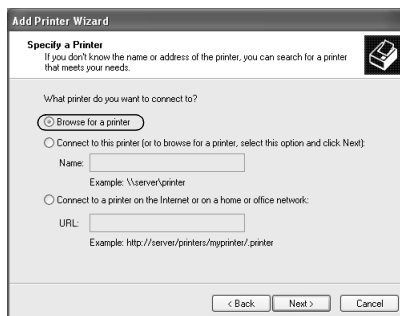 Add Printer Wizard
Specify a Printer
If you don't know the name or address of the printer, you can search for a printer
that meets your needs.
What printer do you want to connect to?
Browse for a printer
Connect to this printer (or to browse for a printer, select this option and click Next):
Name:
Example: \\server\printer
Connect to a printer on the Internet or on a home or office network:
URL:
Example: http://server/printers/myprinter/.printer
< Back
Next >
Cancel